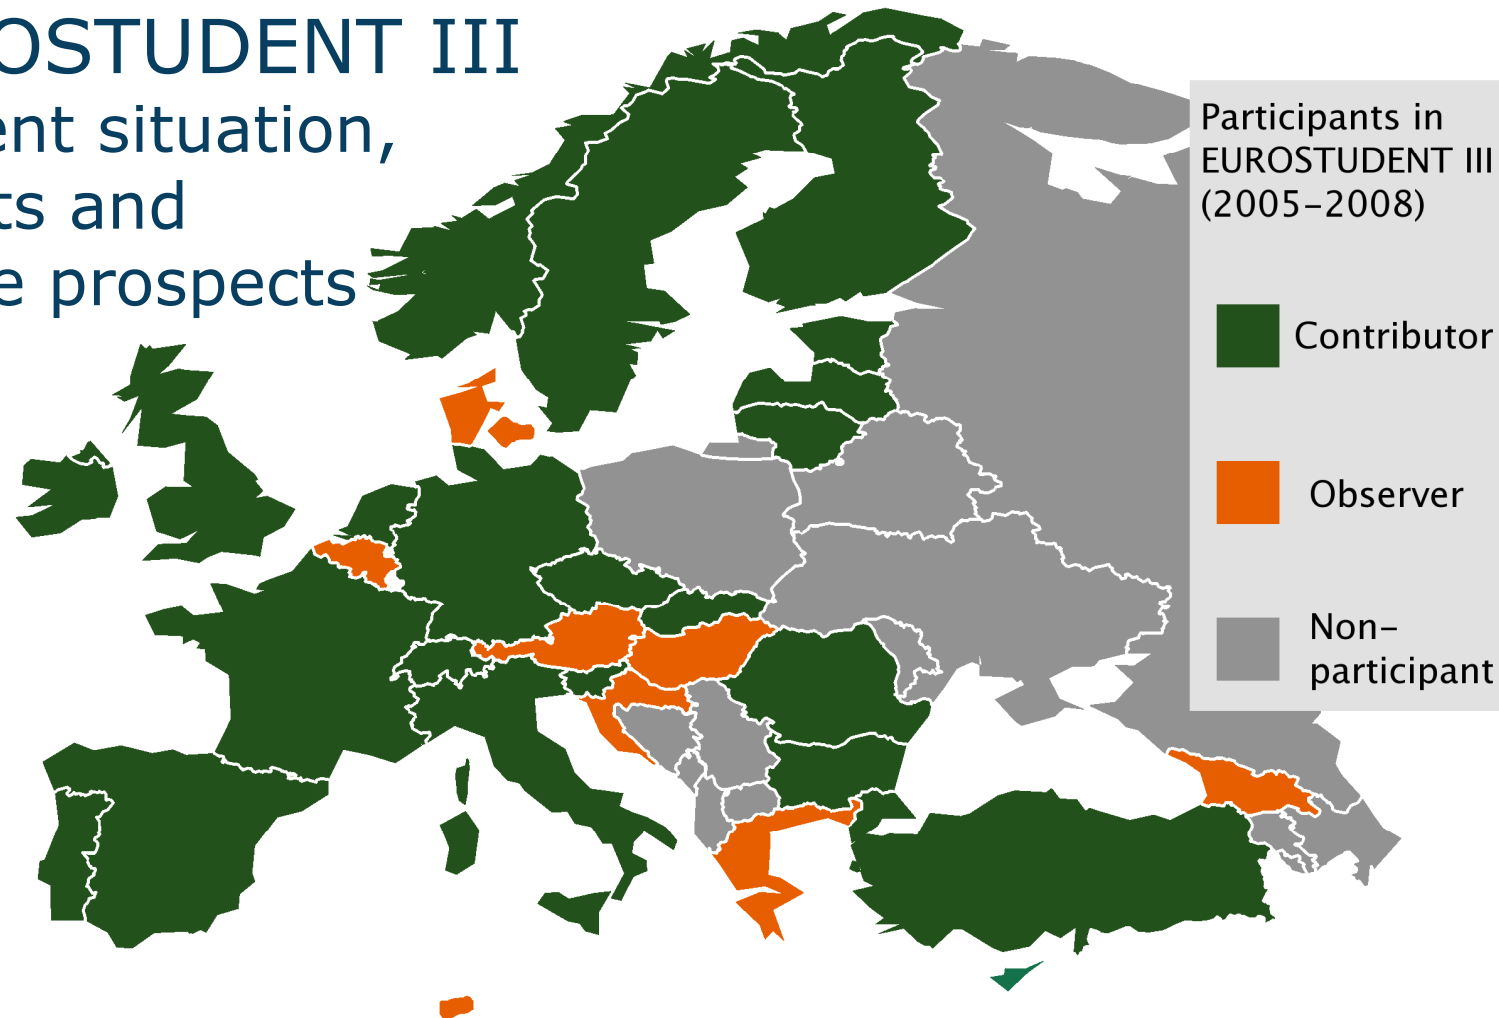 OSTUDENT III
ent situation,
ts and
e prospects
Participants in
EUROSTUDENT III
(2005–2008)
Contributor
Observer
Non–
participant